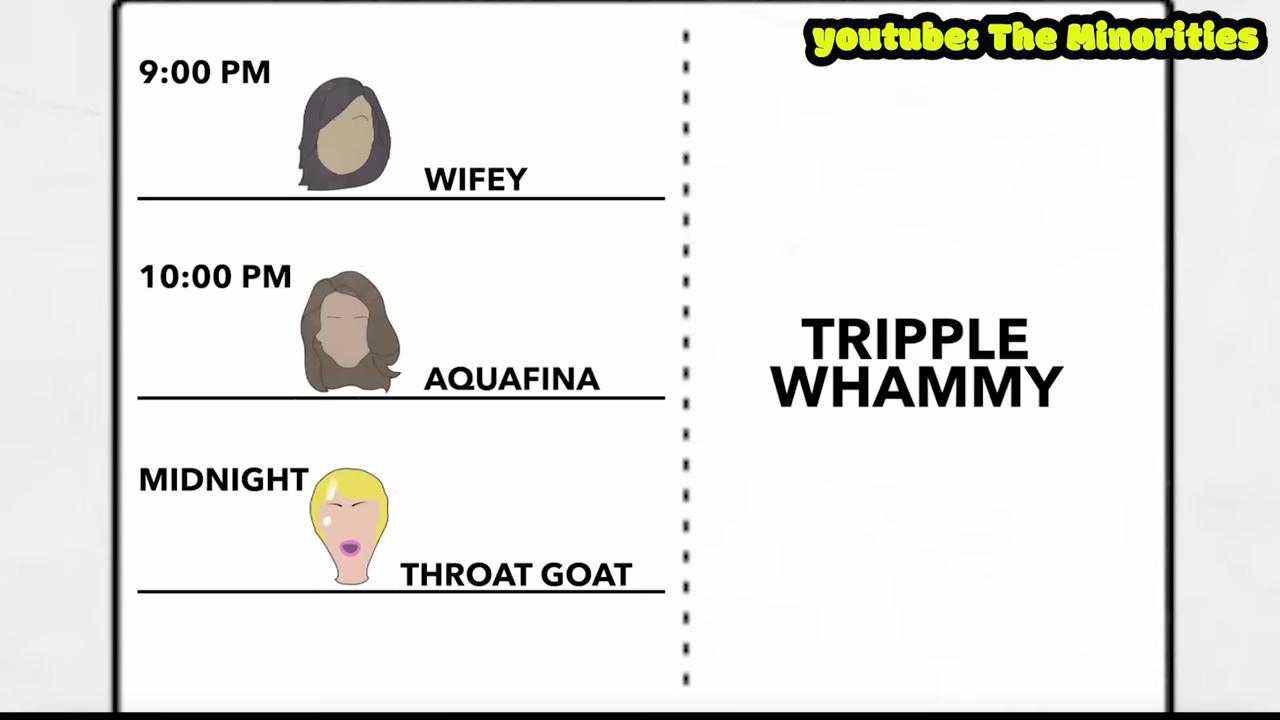 youtube: The Minorities
9:00 PM
WIFEY
10:00 PM
AQUAFINA
MIDNIGHT
THROAT GOAT
TRIPPLE
WHAMMY